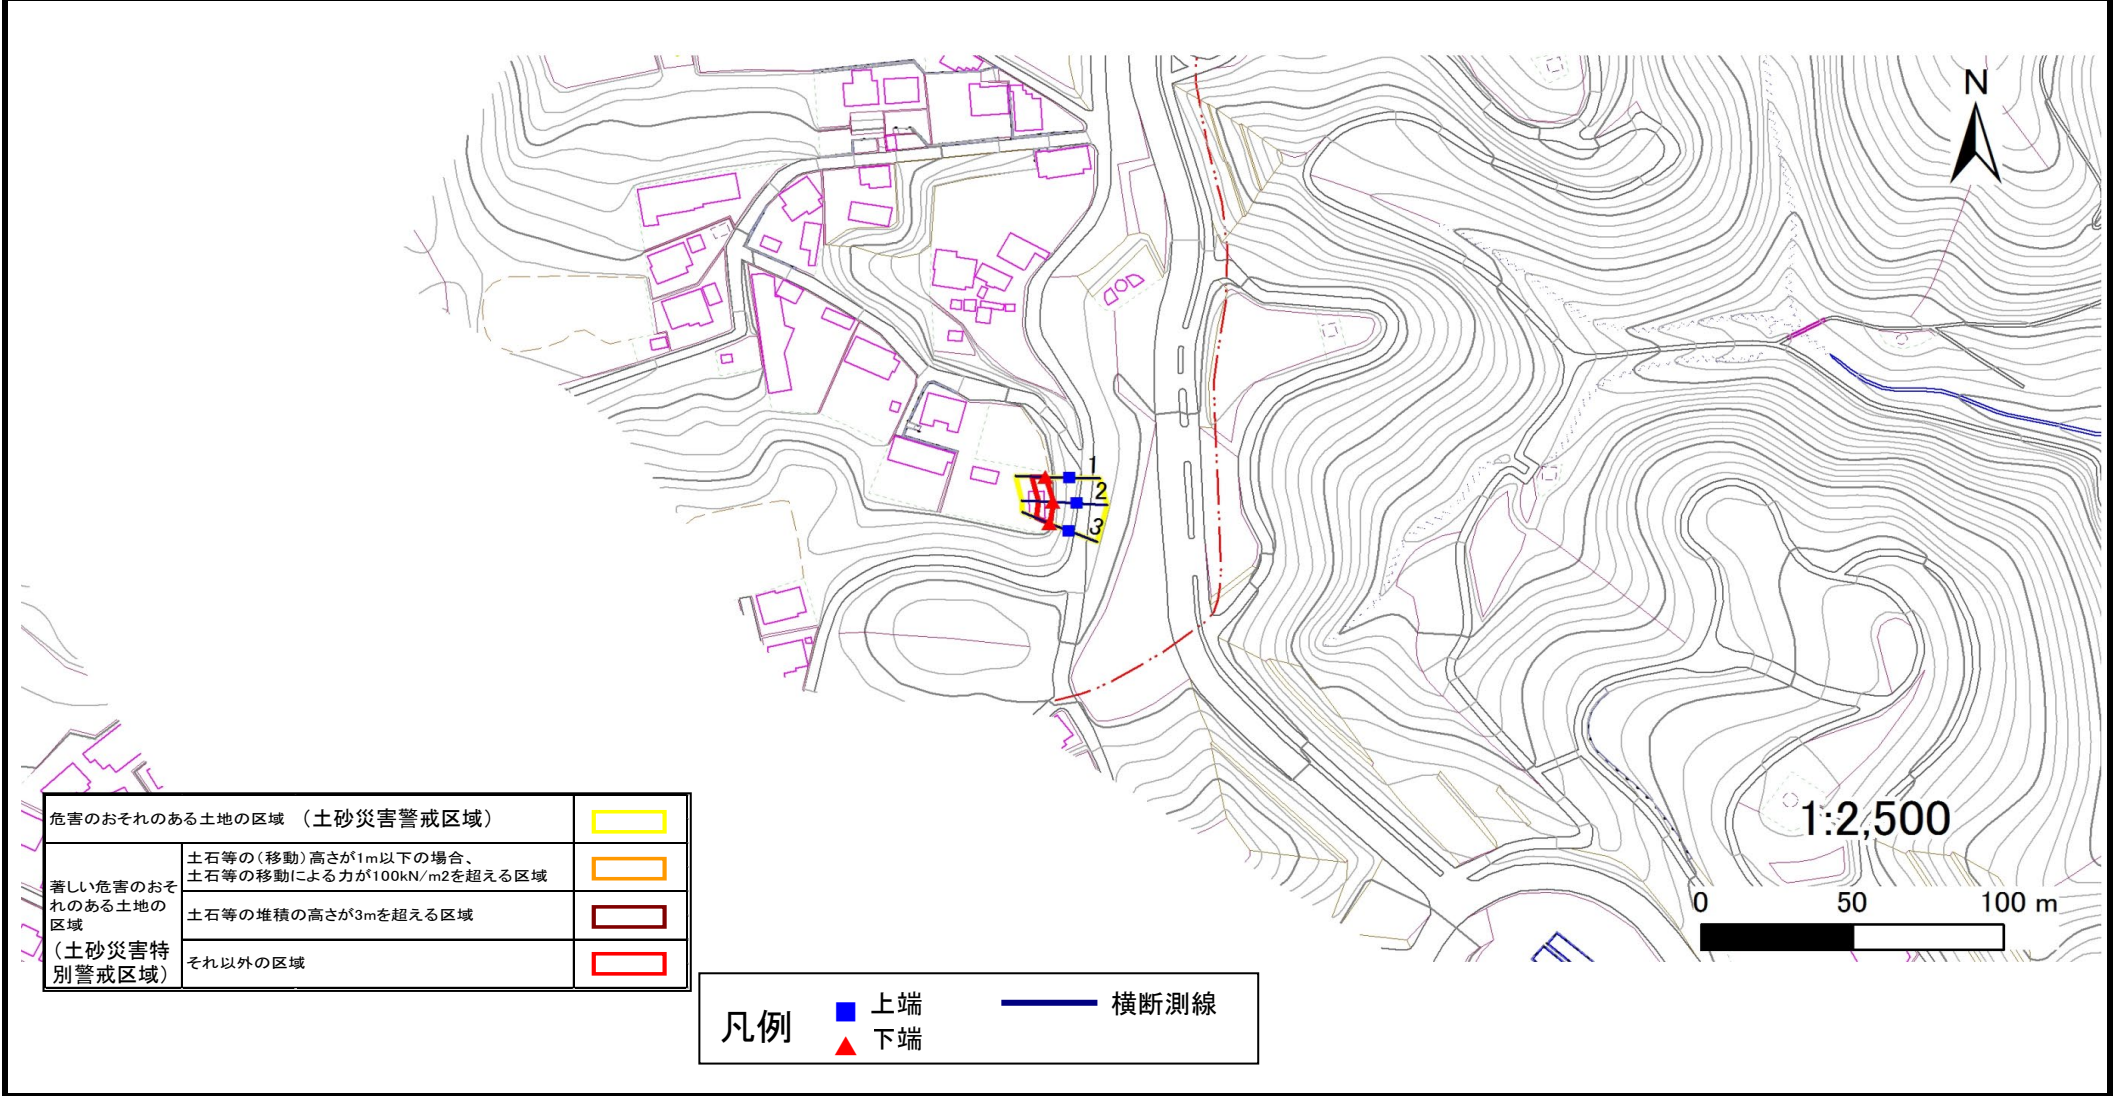 N
1
2
3
1:2,500
0 50 100 m
危害のおそれのある土地の区域 （土砂災害警戒区域）
著しい危害のおそ
れのある土地の
区域
（土砂災害特
別警戒区域）
土石等の（移動）高さが1m以下の場合、
土石等の移動による力が100kN/m2を超える区域
土石等の堆積の高さが3mを超える区域
それ以外の区域
凡例
上端
下端
横断測線